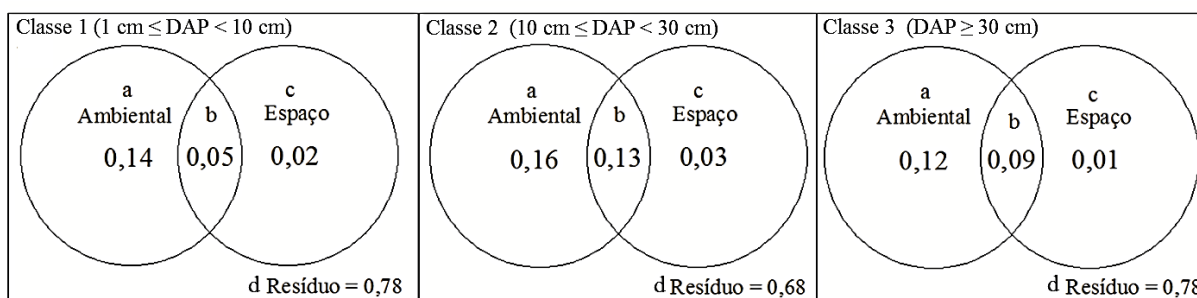 Classe 1 (1 cm ≤ DAP < 10 cm)
a
Ambiental
0,14
b
0,05
c
Espaço
0,02
d Resíduo = 0,78
Classe 2 (10 cm ≤ DAP < 30 cm)
a
Ambiental
0,16
b
0,13
c
Espaço
0,03
d Resíduo = 0,68
Classe 3 (DAP ≥ 30 cm)
a
Ambiental
0,12
b
0,09
c
Espaço
0,01
d Resíduo = 0,78